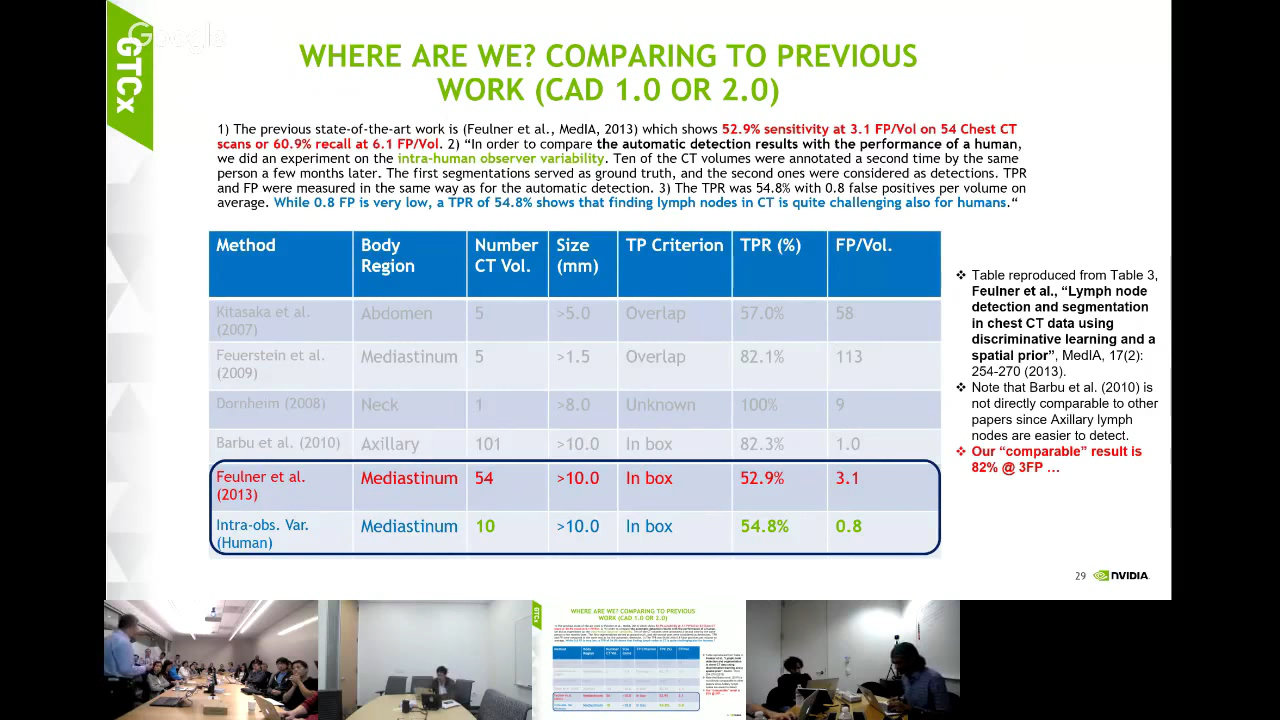 Google
GTCx
WHERE ARE WE? COMPARING TO PREVIOUS
WORK (CAD 1.0 OR 2.0)
1) The previous state-of-the-art work is (Feulner et al., MedIA, 2013) which shows 52.9% sensitivity at 3.1 FP/Vol on 54 Chest CT
scans or 60.9% recall at 6.1 FP/Vol. 2) “In order to compare the automatic detection results with the performance of a human,
we did an experiment on the intra-human observer variability. Ten of the CT volumes were annotated a second time by the same
person a few months later. The first segmentations served as ground truth, and the second ones were considered as detections. TPR
and FP were measured in the same way as for the automatic detection. 3) The TPR was 54.8% with 0.8 false positives per volume on
average. While 0.8 FP is very low, a TPR of 54.8% shows that finding lymph nodes in CT is quite challenging also for humans.“
Method Body Region Number CT Vol. Size (mm) TP Criterion TPR (%) FP/Vol.
Kitasaka et al. (2007) Abdomen 5 >5.0 Overlap 57.0% 58
Feuerstein et al. (2009) Mediastinum 5 >1.5 Overlap 82.1% 113
Dornheim (2008) Neck 1 >8.0 Unknown 100% 9
Barbu et al. (2010) Axillary 101 >10.0 In box 82.3% 1.0
Feulner et al. (2013) Mediastinum 54 >10.0 In box 52.9% 3.1
Intra-obs. Var. (Human) Mediastinum 10 >10.0 In box 54.8% 0.8
❖ Table reproduced from Table 3,
Feulner et al., “Lymph node
detection and segmentation
in chest CT data using
discriminative learning and a
spatial prior”, MedIA, 17(2):
254-270 (2013).
❖ Note that Barbu et al. (2010) is
not directly comparable to other
papers since Axillary lymph
nodes are easier to detect.
❖ Our “comparable” result is
82% @ 3FP ...
29 NVIDIA
WHERE ARE WE? COMPARING TO PREVIOUS
WORK (CAD 1.0 OR 2.0)